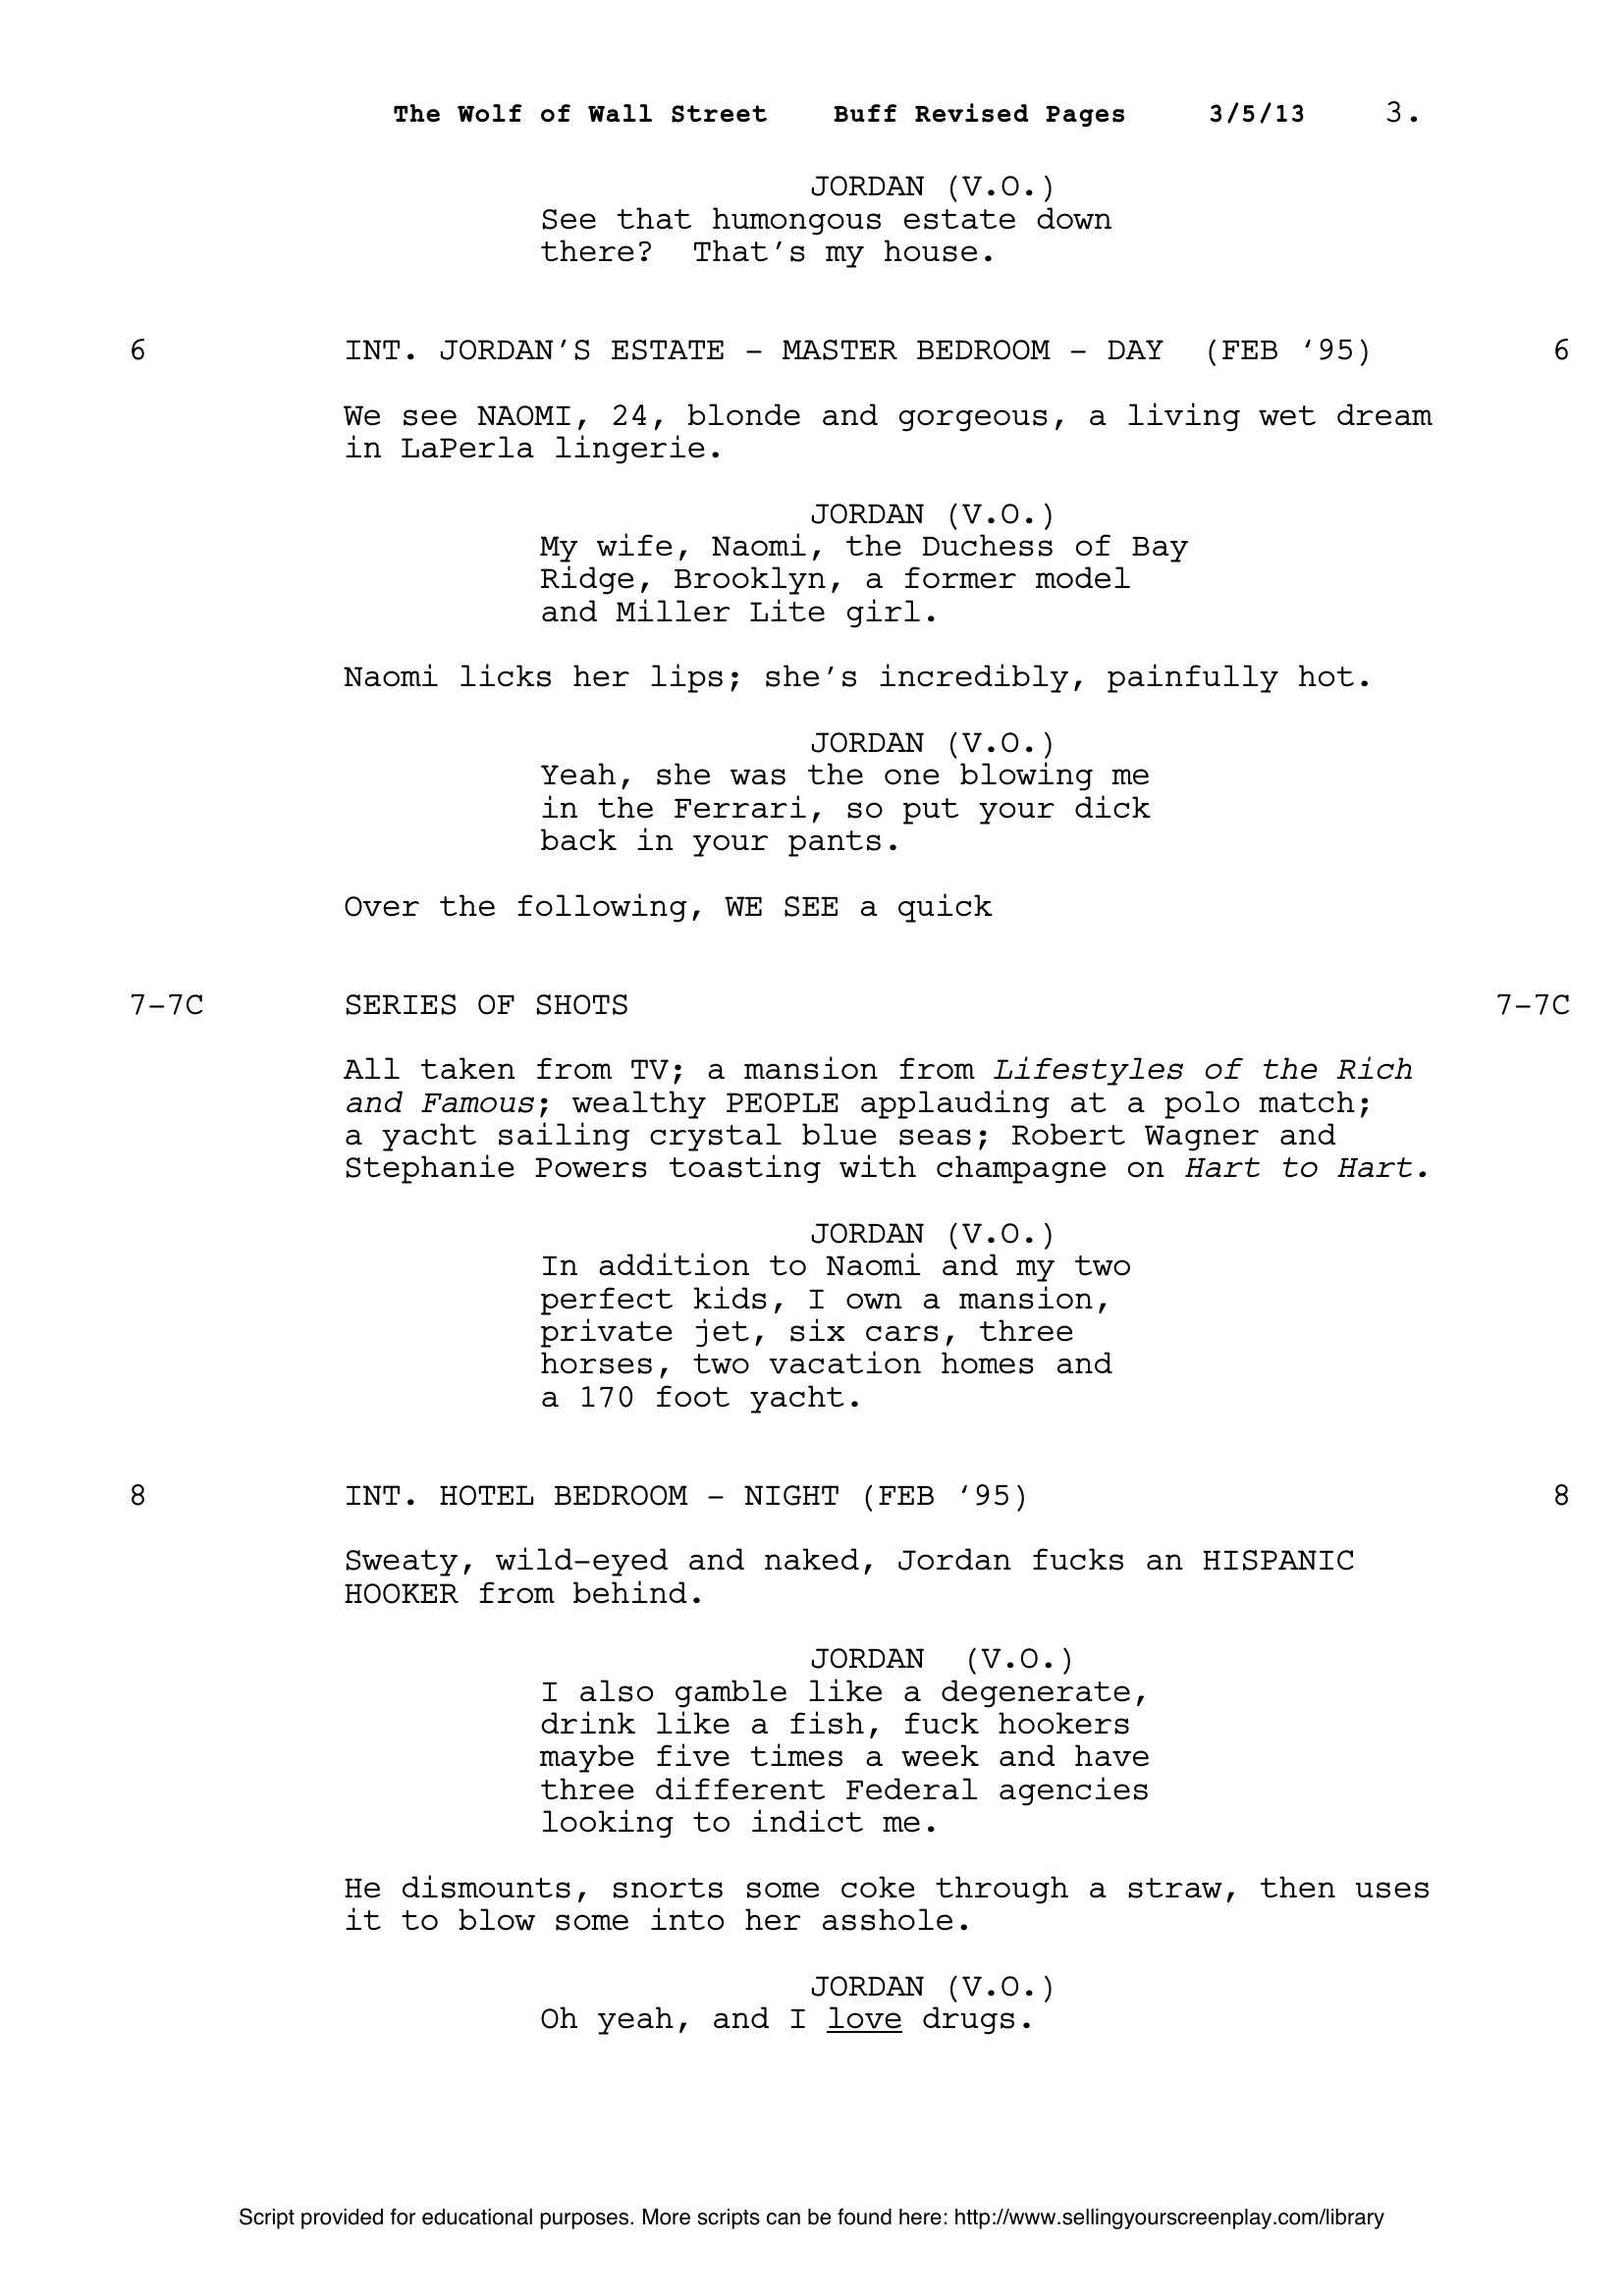 The Wolf of Wall Street    Buff Revised Pages    3/5/13    3.
JORDAN (V.O.)
See that humongous estate down
there?  That’s my house.
6    INT. JORDAN’S ESTATE – MASTER BEDROOM – DAY  (FEB ‘95)    6
We see NAOMI, 24, blonde and gorgeous, a living wet dream
in LaPerla lingerie.
JORDAN (V.O.)
My wife, Naomi, the Duchess of Bay
Ridge, Brooklyn, a former model
and Miller Lite girl.
Naomi licks her lips; she’s incredibly, painfully hot.
JORDAN (V.O.)
Yeah, she was the one blowing me
in the Ferrari, so put your dick
back in your pants.
Over the following, WE SEE a quick
7–7C    SERIES OF SHOTS    7–7C
All taken from TV; a mansion from Lifestyles of the Rich
and Famous; wealthy PEOPLE applauding at a polo match;
a yacht sailing crystal blue seas; Robert Wagner and
Stephanie Powers toasting with champagne on Hart to Hart.
JORDAN (V.O.)
In addition to Naomi and my two
perfect kids, I own a mansion,
private jet, six cars, three
horses, two vacation homes and
a 170 foot yacht.
8    INT. HOTEL BEDROOM – NIGHT (FEB ‘95)    8
Sweaty, wild–eyed and naked, Jordan fucks an HISPANIC
HOOKER from behind.
JORDAN  (V.O.)
I also gamble like a degenerate,
drink like a fish, fuck hookers
maybe five times a week and have
three different Federal agencies
looking to indict me.
He dismounts, snorts some coke through a straw, then uses
it to blow some into her asshole.
JORDAN (V.O.)
Oh yeah, and I love drugs.
Script provided for educational purposes. More scripts can be found here: http://www.sellingyourscreenplay.com/library